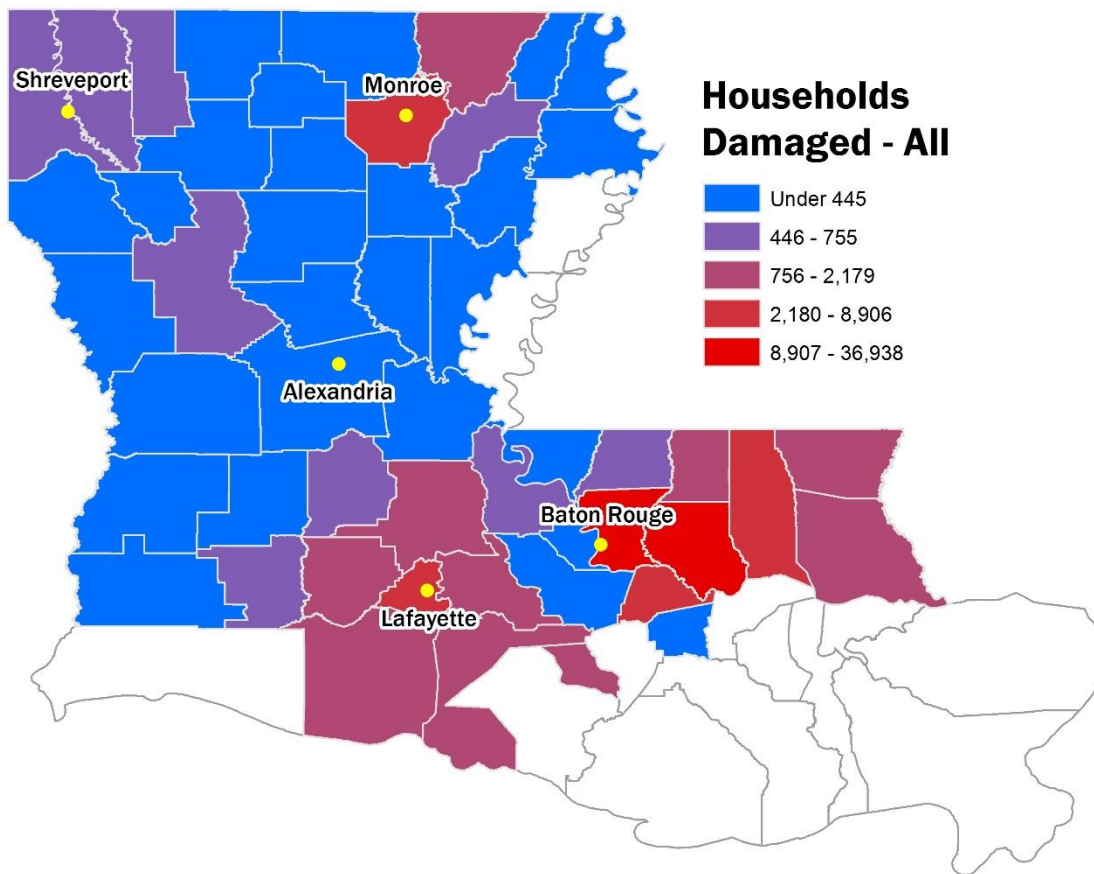 Shreveport
Monroe
Households
Damaged - All
Under 445
446 - 755
756 - 2,179
2,180 - 8,906
8,907 - 36,938
Alexandria
Baton Rouge
Lafayette